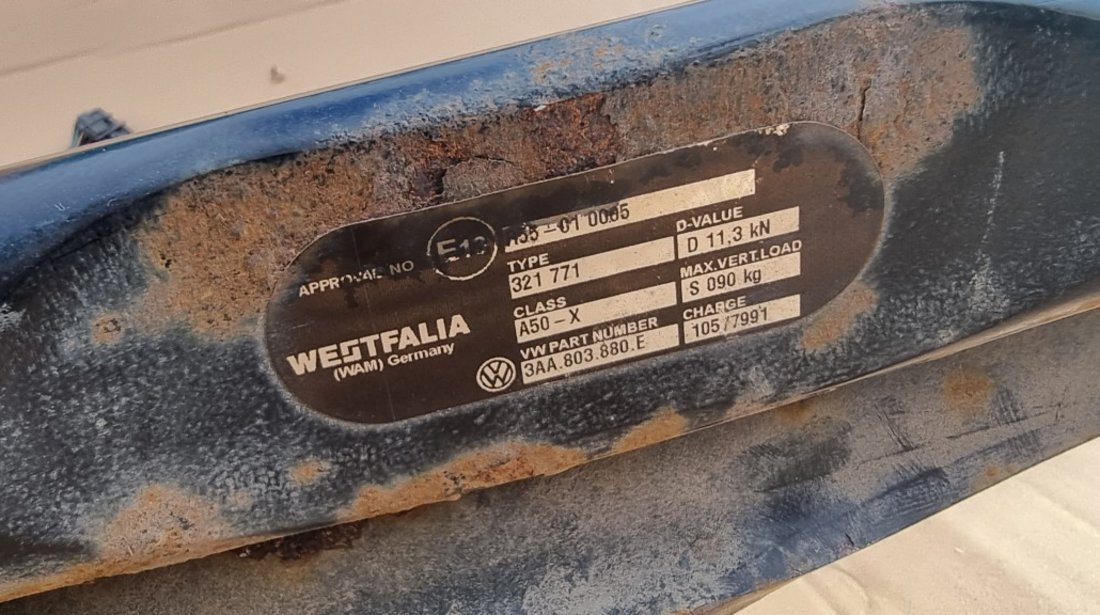 APPROVAL NO E13 A55-01 0005
TYPE
321 771
D-VALUE
D 11,3 kN
CLASS
A50-X
MAX.VERT.LOAD
S 090 kg
WESTFALIA
(WAM) Germany
VW PART NUMBER
3AA.803.880.E
CHARGE
105/7991